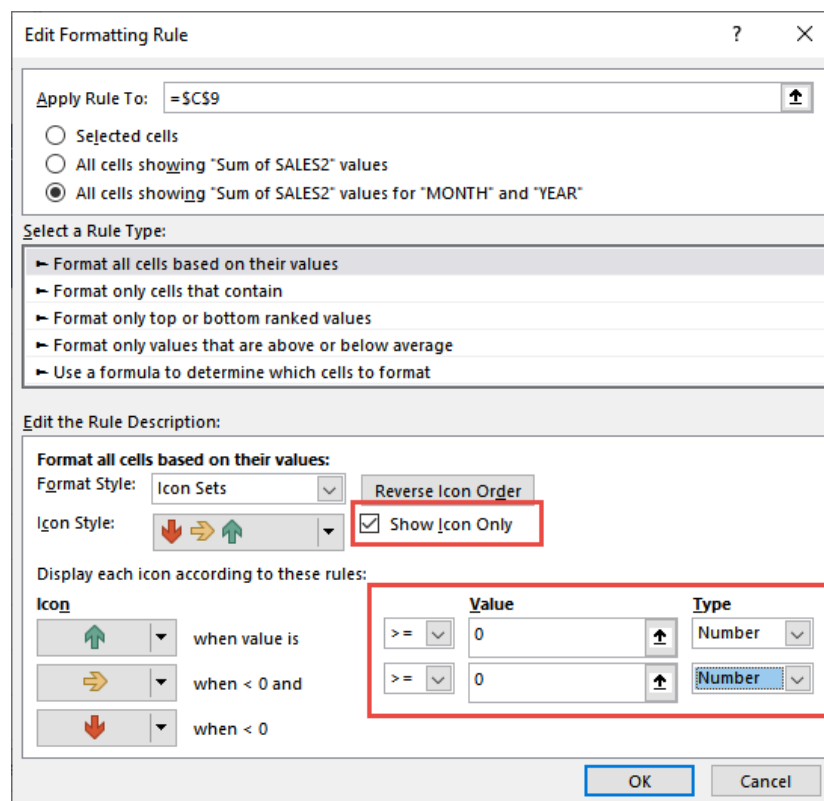 Edit Formatting Rule ?
Apply Rule To: =$C$9
Selected cells
All cells showing "Sum of SALES2" values
All cells showing "Sum of SALES2" values for "MONTH" and "YEAR"
Select a Rule Type:
► Format all cells based on their values
► Format only cells that contain
► Format only top or bottom ranked values
► Format only values that are above or below average
► Use a formula to determine which cells to format
Edit the Rule Description:
Format all cells based on their values:
Format Style: Icon Sets Reverse Icon Order
Icon Style: Show Icon Only
Display each icon according to these rules:
Icon Value Type
when value is >= 0 Number
when < 0 and >= 0 Number
when < 0
OK Cancel